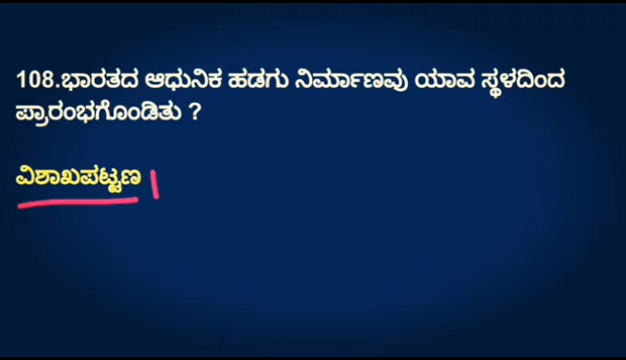 108.ಭಾರತದ ಆಧುನಿಕ ಹಡಗು ನಿರ್ಮಾಣವು ಯಾವ ಸ್ಥಳದಿಂದ
ಪ್ರಾರಂಭಗೊಂಡಿತು ?
ವಿಶಾಖಪಟ್ಟಣ